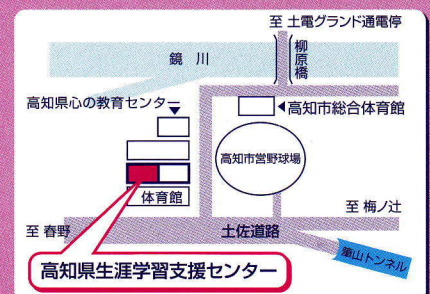 至 土電グランド通電停
柳原橋
鏡 川
高知県心の教育センター
高知市総合体育館
高知市営野球場
体育館
至 梅ノ辻
至 春野
土佐道路
筆山トンネル
高知県生涯学習支援センター